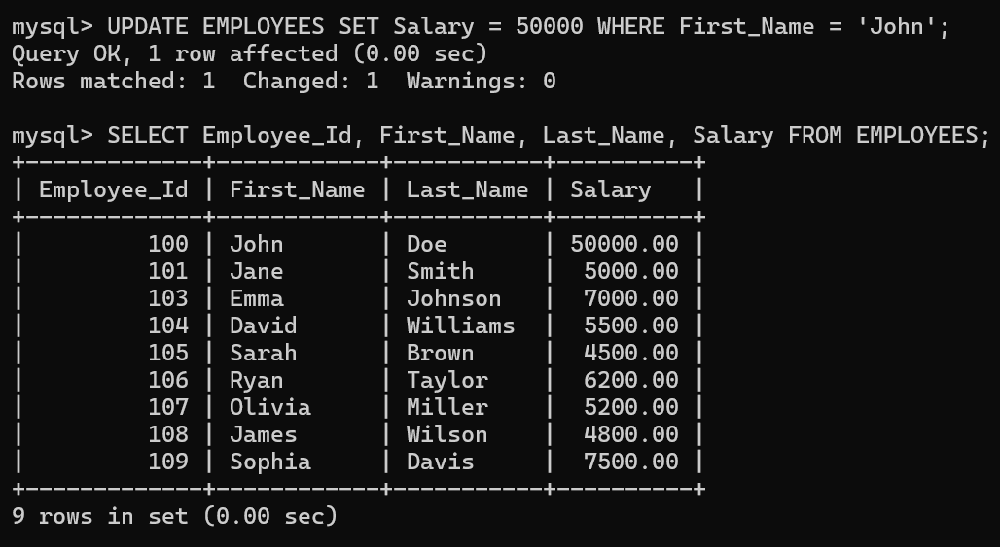 mysql> UPDATE EMPLOYEES SET Salary = 50000 WHERE First_Name = 'John';
Query OK, 1 row affected (0.00 sec)
Rows matched: 1  Changed: 1  Warnings: 0

mysql> SELECT Employee_Id, First_Name, Last_Name, Salary FROM EMPLOYEES;
+-------------+------------+-----------+----------+
| Employee_Id | First_Name | Last_Name | Salary   |
+-------------+------------+-----------+----------+
|         100 | John       | Doe       | 50000.00 |
|         101 | Jane       | Smith     |  5000.00 |
|         103 | Emma       | Johnson   |  7000.00 |
|         104 | David      | Williams  |  5500.00 |
|         105 | Sarah      | Brown     |  4500.00 |
|         106 | Ryan       | Taylor    |  6200.00 |
|         107 | Olivia     | Miller    |  5200.00 |
|         108 | James      | Wilson    |  4800.00 |
|         109 | Sophia     | Davis     |  7500.00 |
+-------------+------------+-----------+----------+
9 rows in set (0.00 sec)